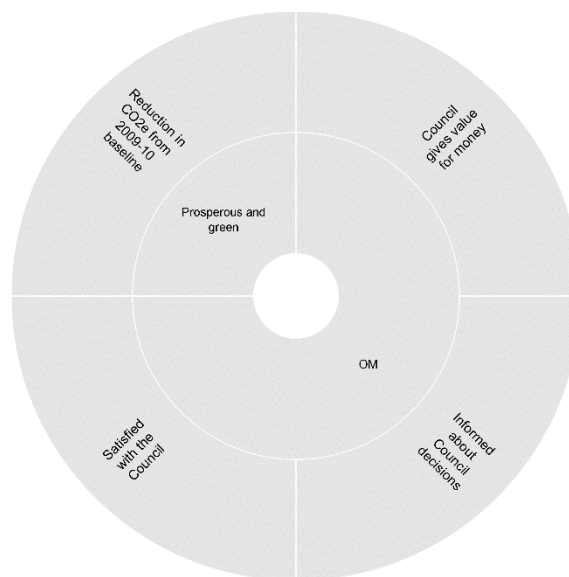 Reduction in
CO2e from
2009-10
baseline
Council
gives value
for money
Prosperous and
green
OM
Satisfied
with the
Council
Informed
about
Council
decisions